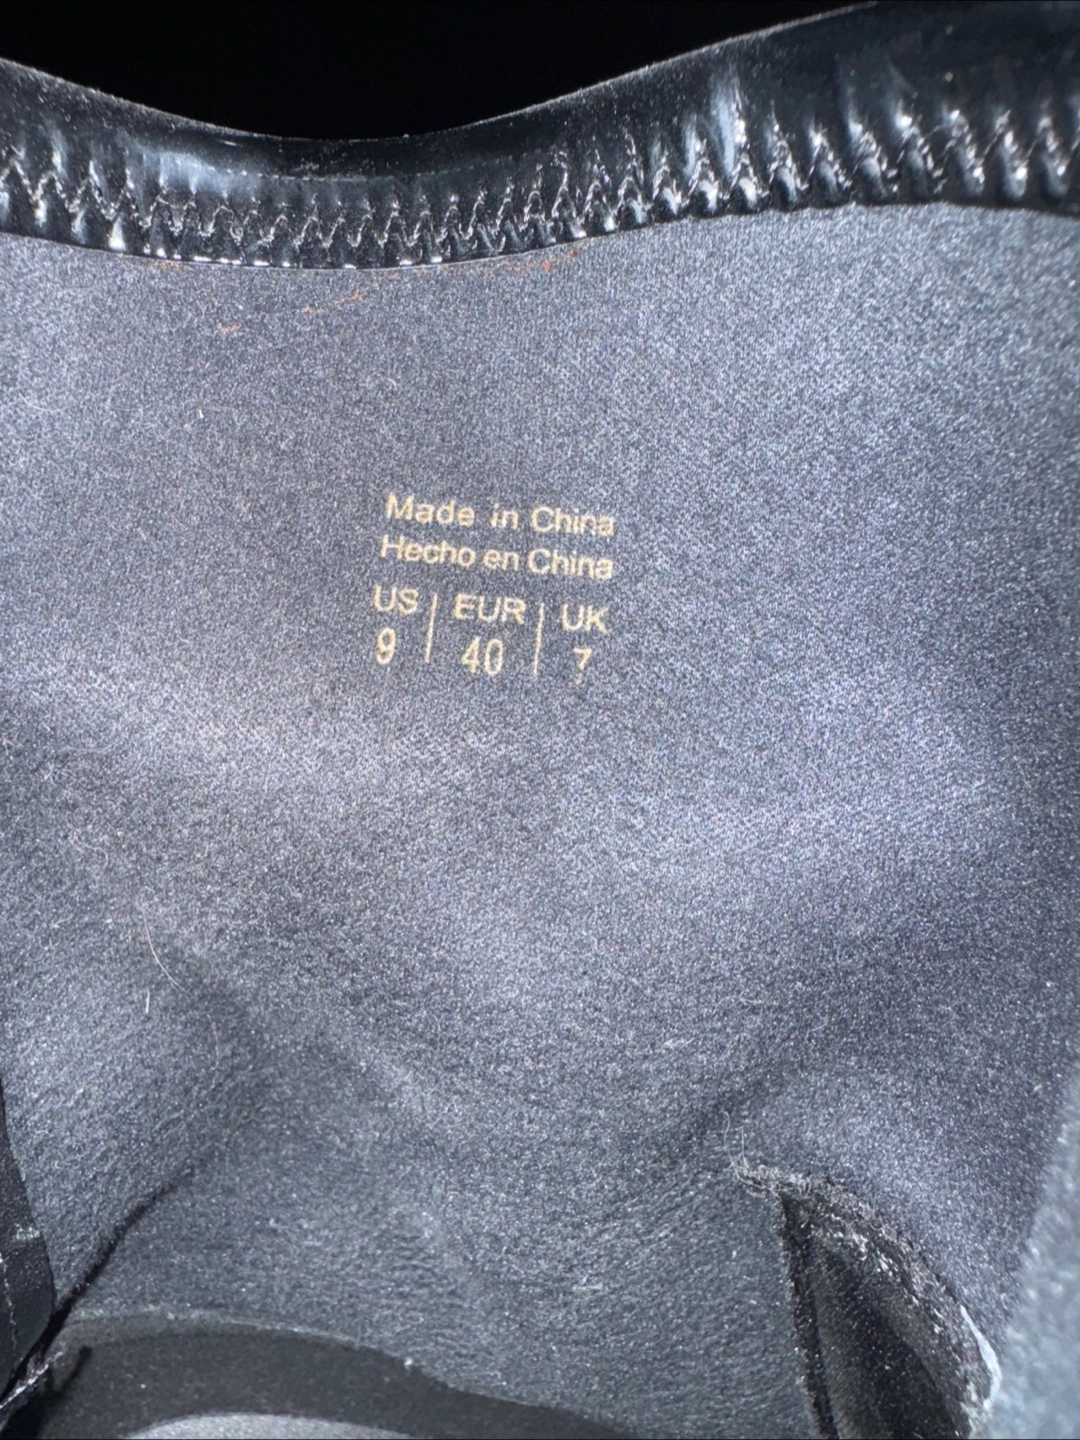 Made in China
Hecho en China
US | EUR | UK
9 | 40 | 7